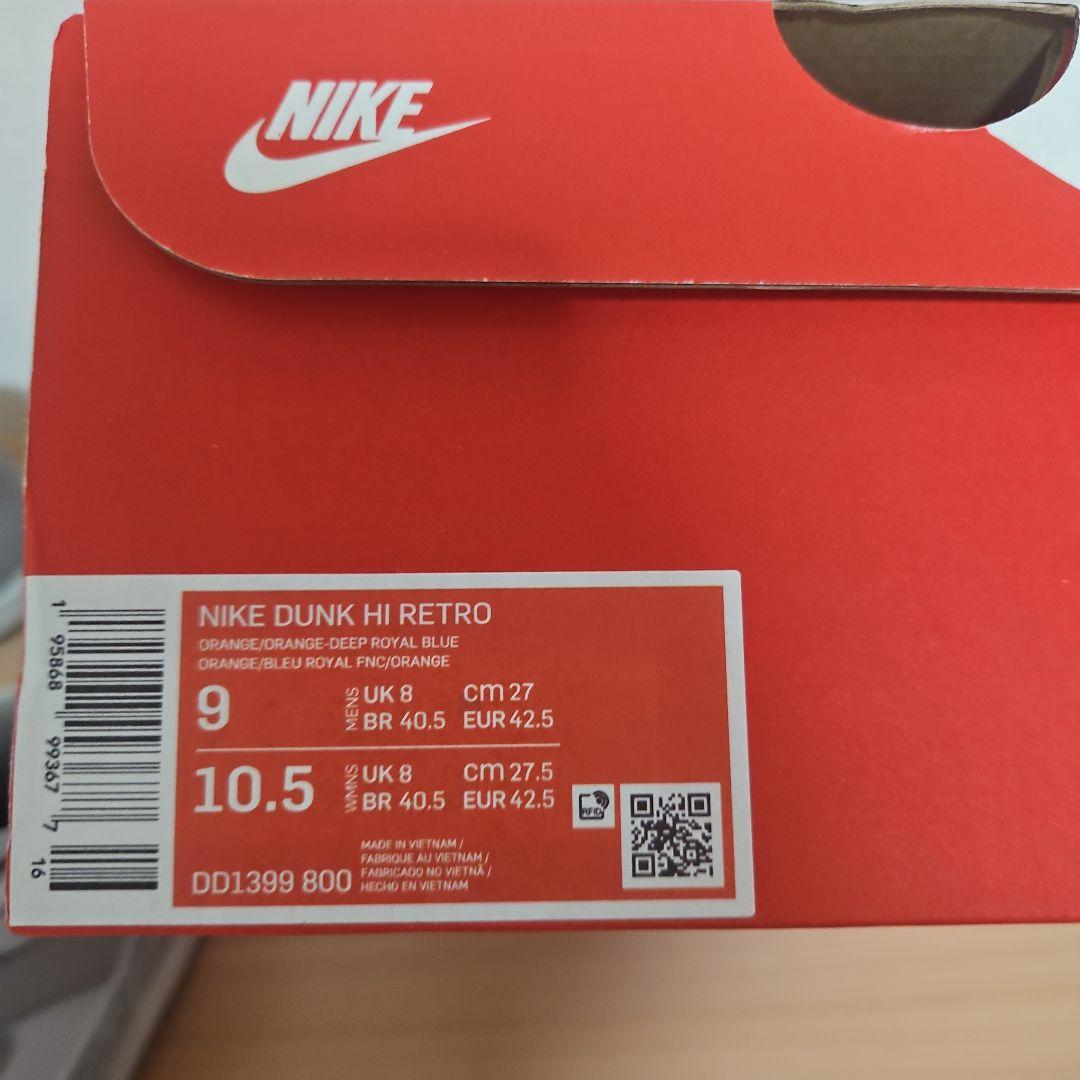 NIKE
NIKE DUNK HI RETRO
ORANGE/ORANGE-DEEP ROYAL BLUE
ORANGE/BLEU ROYAL FNC/ORANGE
9 MENS UK 8 cm 27
BR 40.5 EUR 42.5
10.5 WMNS UK 8 cm 27.5
BR 40.5 EUR 42.5
RFID
MADE IN VIETNAM /
FABRIQUE AU VIETNAM /
FABRICADO NO VIETNÃ /
HECHO EN VIETNAM
DD1399 800
1 95868 99367 7 16